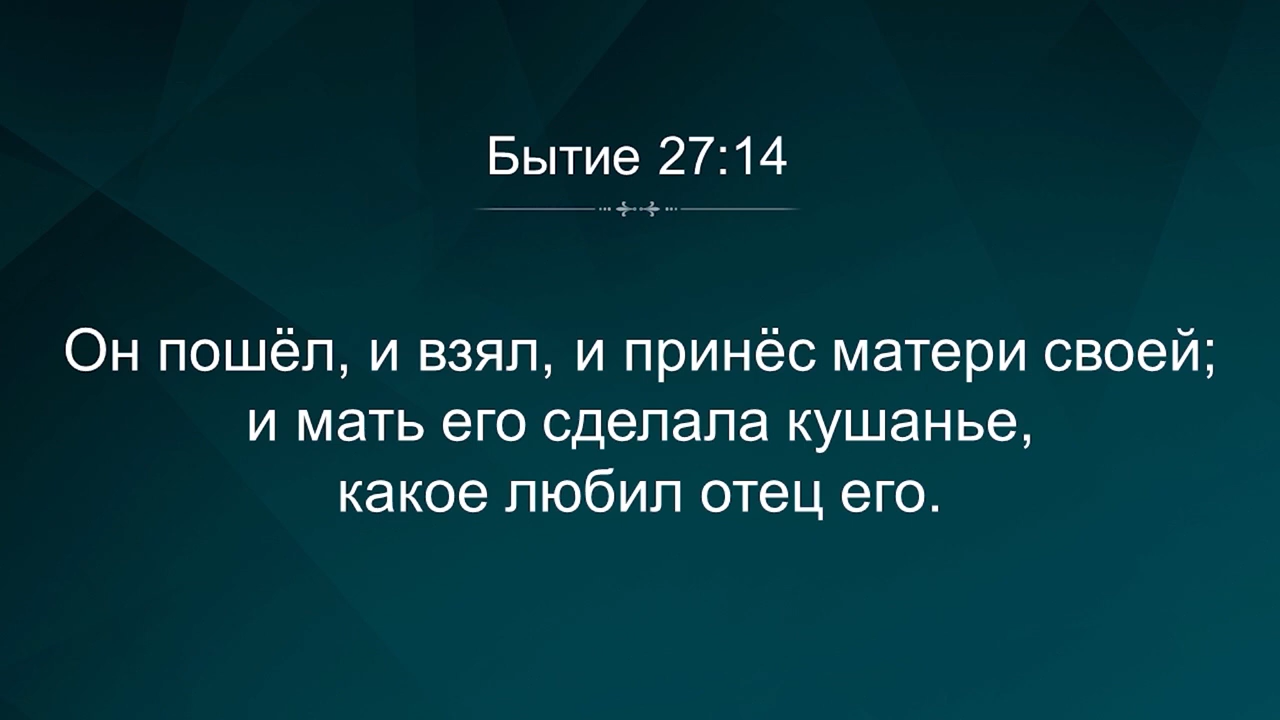 Бытие 27:14
Он пошёл, и взял, и принёс матери своей;
и мать его сделала кушанье,
какое любил отец его.